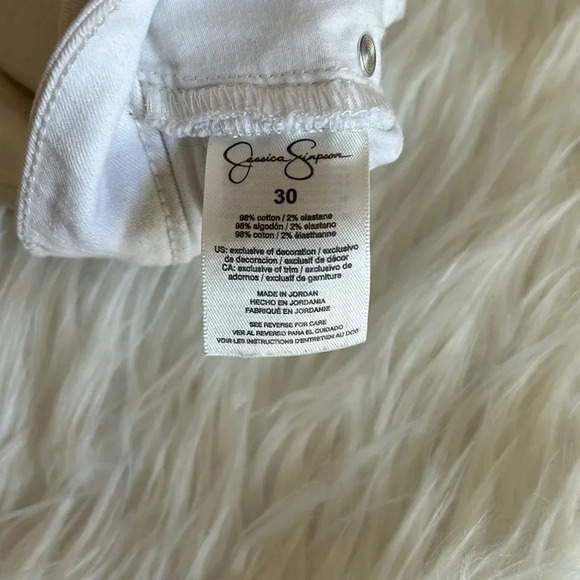 Jessica Simpson
30
98% cotton / 2% elastane
98% algodón / 2% elastano
98% coton / 2% élasthanne
US: exclusive of decoration / exclusivo
de decoracion / exclusif de décor
CA: exclusive of trim / exclusivo de
adornos / exclusif de garniture
MADE IN JORDAN
HECHO EN JORDANIA
FABRIQUÉ EN JORDANIE
SEE REVERSE FOR CARE
VER AL REVERSO PARA EL CUIDADO
VOIR LES INSTRUCTIONS D'ENTRETIEN AU DOS